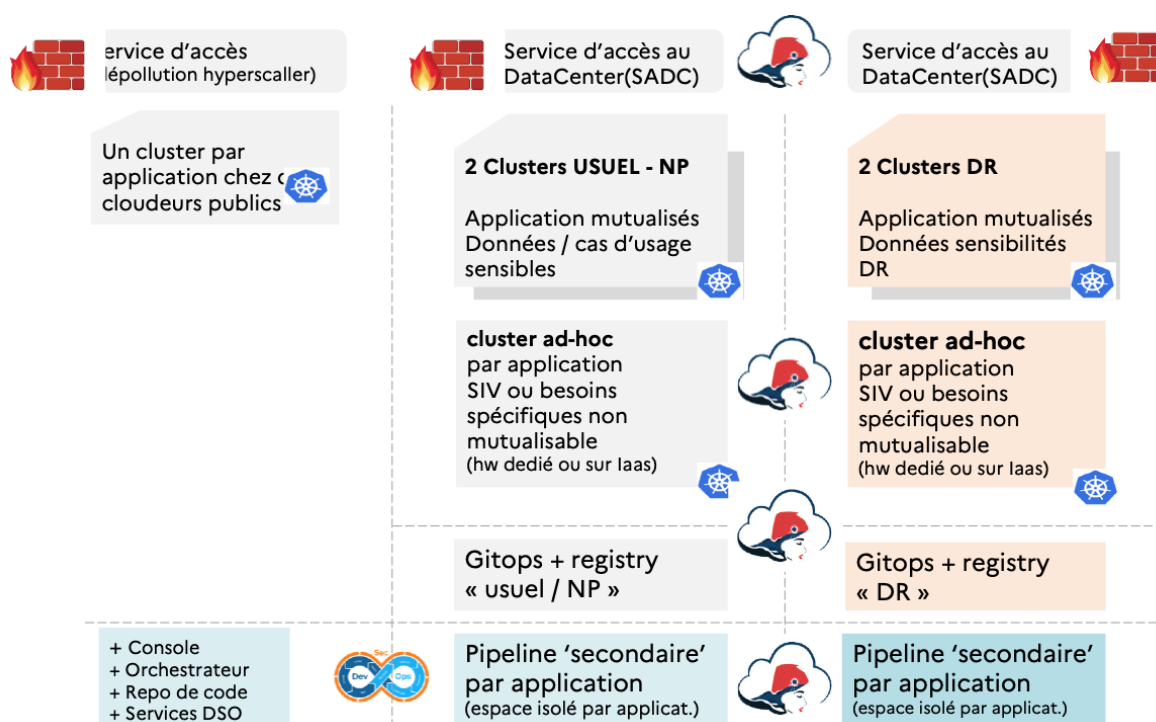 ervice d'accès
dépollution hyperscaller)
Service d'accès au
DataCenter(SADC)
Service d'accès au
DataCenter(SADC)
Un cluster par
application chez
cloudeurs publics
2 Clusters USUEL - NP
Application mutualisés
Données / cas d'usage
sensibles
2 Clusters DR
Application mutualisés
Données sensibilités
DR
cluster ad-hoc
par application
SIV ou besoins
spécifiques non
mutualisable
(hw dedié ou sur Iaas)
cluster ad-hoc
par application
SIV ou besoins
spécifiques non
mutualisable
(hw dedié ou sur Iaas)
Gitops + registry
« usuel / NP »
Gitops + registry
« DR »
+ Console
+ Orchestrateur
+ Repo de code
+ Services DSO
Sec
Dev
Ops
Pipeline 'secondaire'
par application
(espace isolé par applicat.)
Pipeline 'secondaire'
par application
(espace isolé par applicat.)